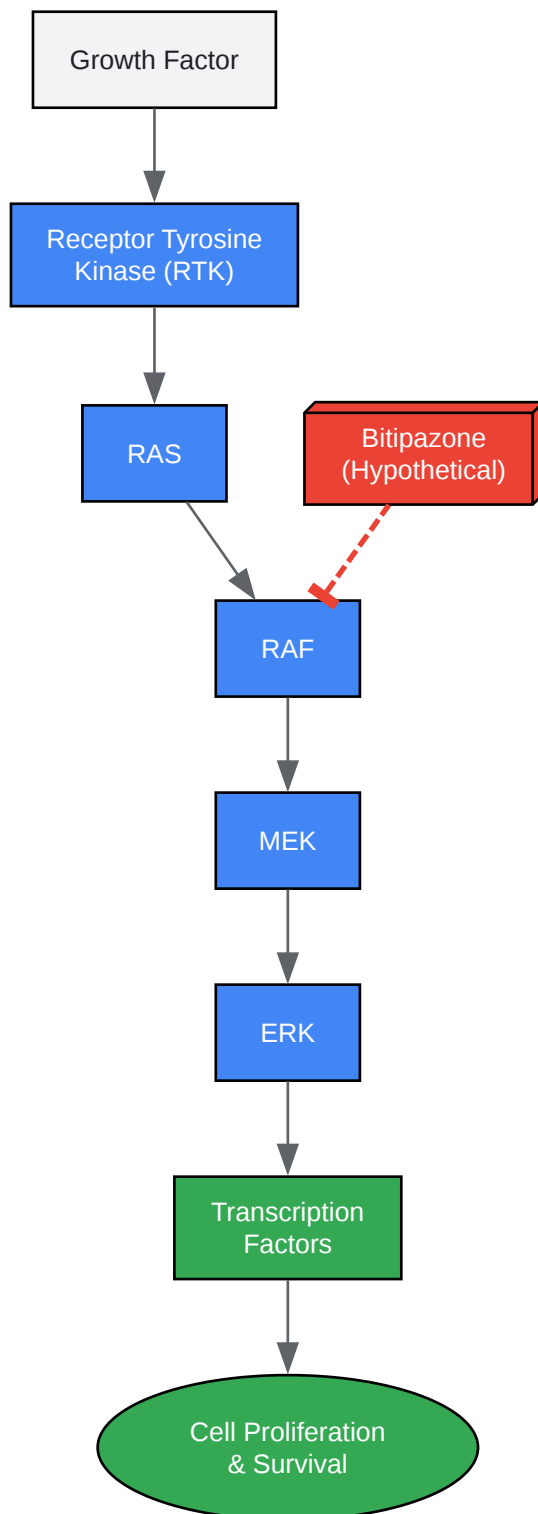 Growth Factor
Receptor Tyrosine
Kinase (RTK)
RAS
Bitipazone
(Hypothetical)
RAF
MEK
ERK
Transcription
Factors
Cell Proliferation
& Survival